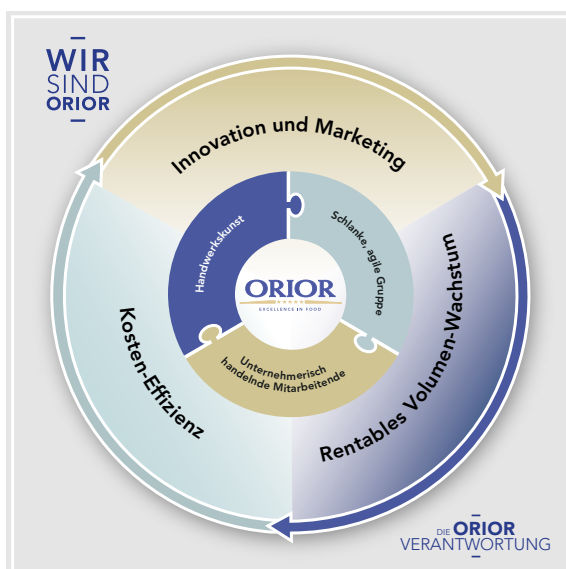 WIR
SIND
ORIOR
Innovation und Marketing
Handwerkskunst
Schlanke, agile Gruppe
ORIOR
EXCELLENCE IN FOOD
Unternehmerisch
handelnde Mitarbeitende
Kosten-Effizienz
Rentables Volumen-Wachstum
DIE ORIOR
VERANTWORTUNG